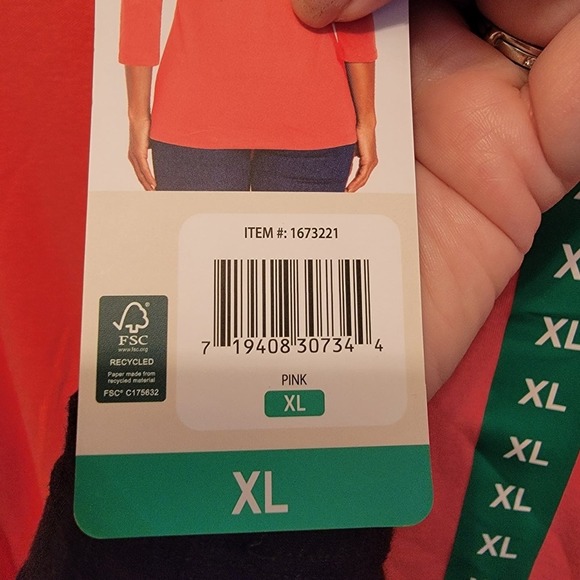 ITEM #: 1673221
7 19408 30734 4
PINK
XL
FSC
www.fsc.org
RECYCLED
Paper made from
recycled material
FSC® C175632
XL
X
XL
XL
XL
XL
XL